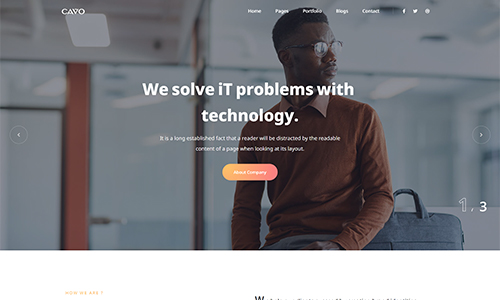 CAVO
Home Pages Portfolio Blogs Contact
We solve iT problems with
technology.
It is a long established fact that a reader will be distracted by the readable
content of a page when looking at its layout.
About Company
1 / 3
HOW WE ARE ?